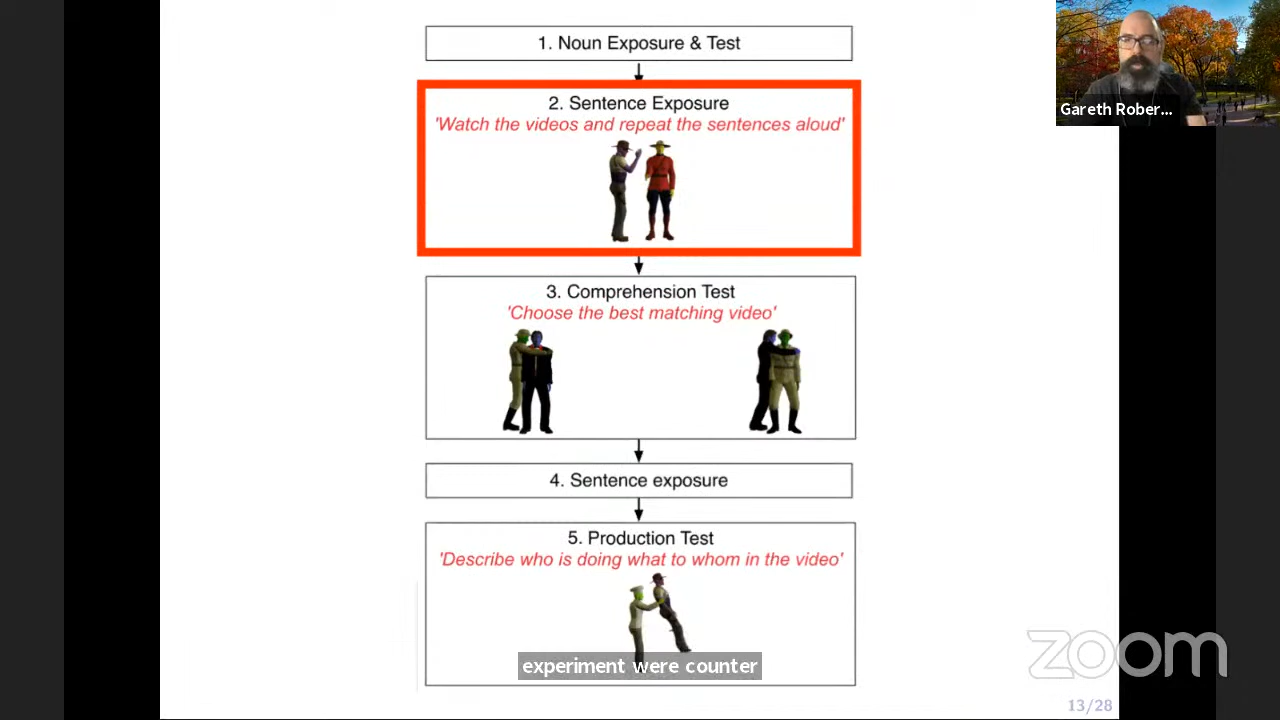 1. Noun Exposure & Test
2. Sentence Exposure
'Watch the videos and repeat the sentences aloud'
Gareth Rober...
3. Comprehension Test
'Choose the best matching video'
4. Sentence exposure
5. Production Test
'Describe who is doing what to whom in the video'
experiment were counter
zoom
13/28